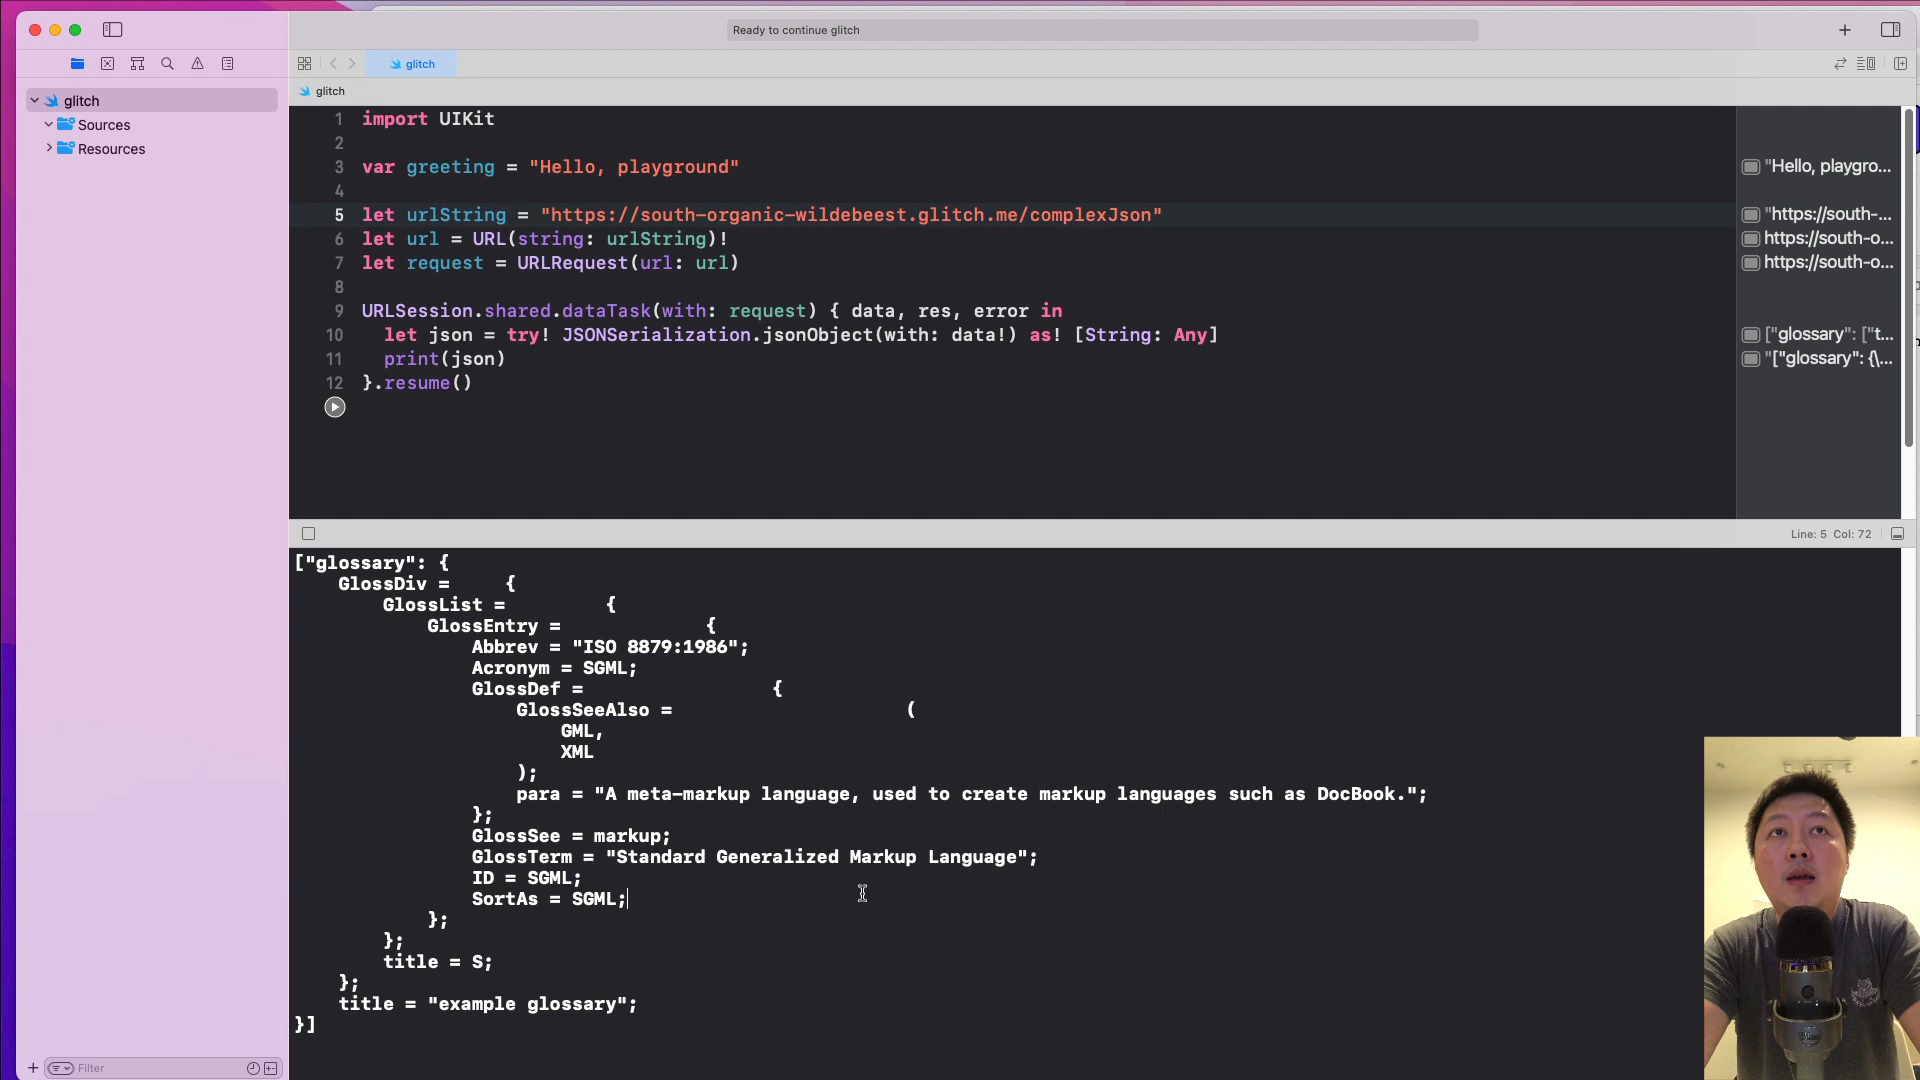 Ready to continue glitch
glitch
glitch
glitch
Sources
Resources
1 import UIKit
2
3 var greeting = "Hello, playground"
4
5 let urlString = "https://south-organic-wildebeest.glitch.me/complexJson"
6 let url = URL(string: urlString)!
7 let request = URLRequest(url: url)
8
9 URLSession.shared.dataTask(with: request) { data, res, error in
10 let json = try! JSONSerialization.jsonObject(with: data!) as! [String: Any]
11 print(json)
12 }.resume()
"Hello, playgro...
"https://south-...
https://south-o...
https://south-o...
["glossary": ["t...
"["glossary": {\...
Line: 5 Col: 72
["glossary": {
GlossDiv = {
GlossList = {
GlossEntry = {
Abbrev = "ISO 8879:1986";
Acronym = SGML;
GlossDef = {
GlossSeeAlso = (
GML,
XML
);
para = "A meta-markup language, used to create markup languages such as DocBook.";
};
GlossSee = markup;
GlossTerm = "Standard Generalized Markup Language";
ID = SGML;
SortAs = SGML;
};
};
title = S;
};
title = "example glossary";
}]
Filter